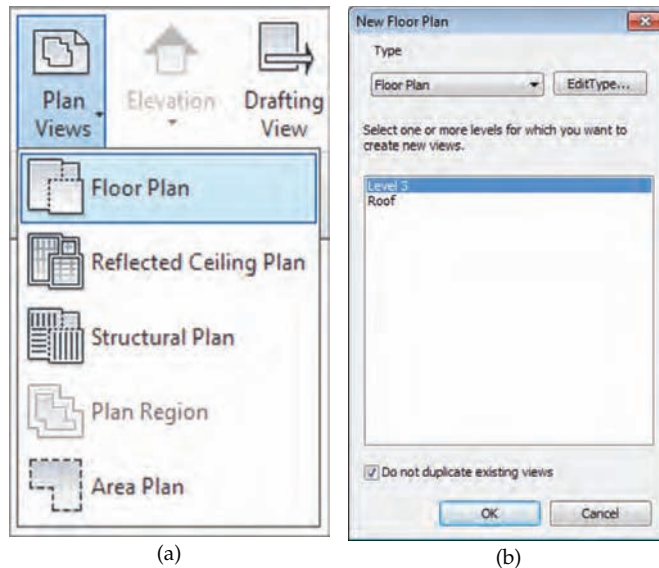 Plan
Views
Elevation
Drafting
View
Floor Plan
Reflected Ceiling Plan
Structural Plan
Plan Region
Area Plan
(a)
New Floor Plan
Type
Floor Plan
EditType...
Select one or more levels for which you want to
create new views.
Level 3
Roof
Do not duplicate existing views
OK
Cancel
(b)